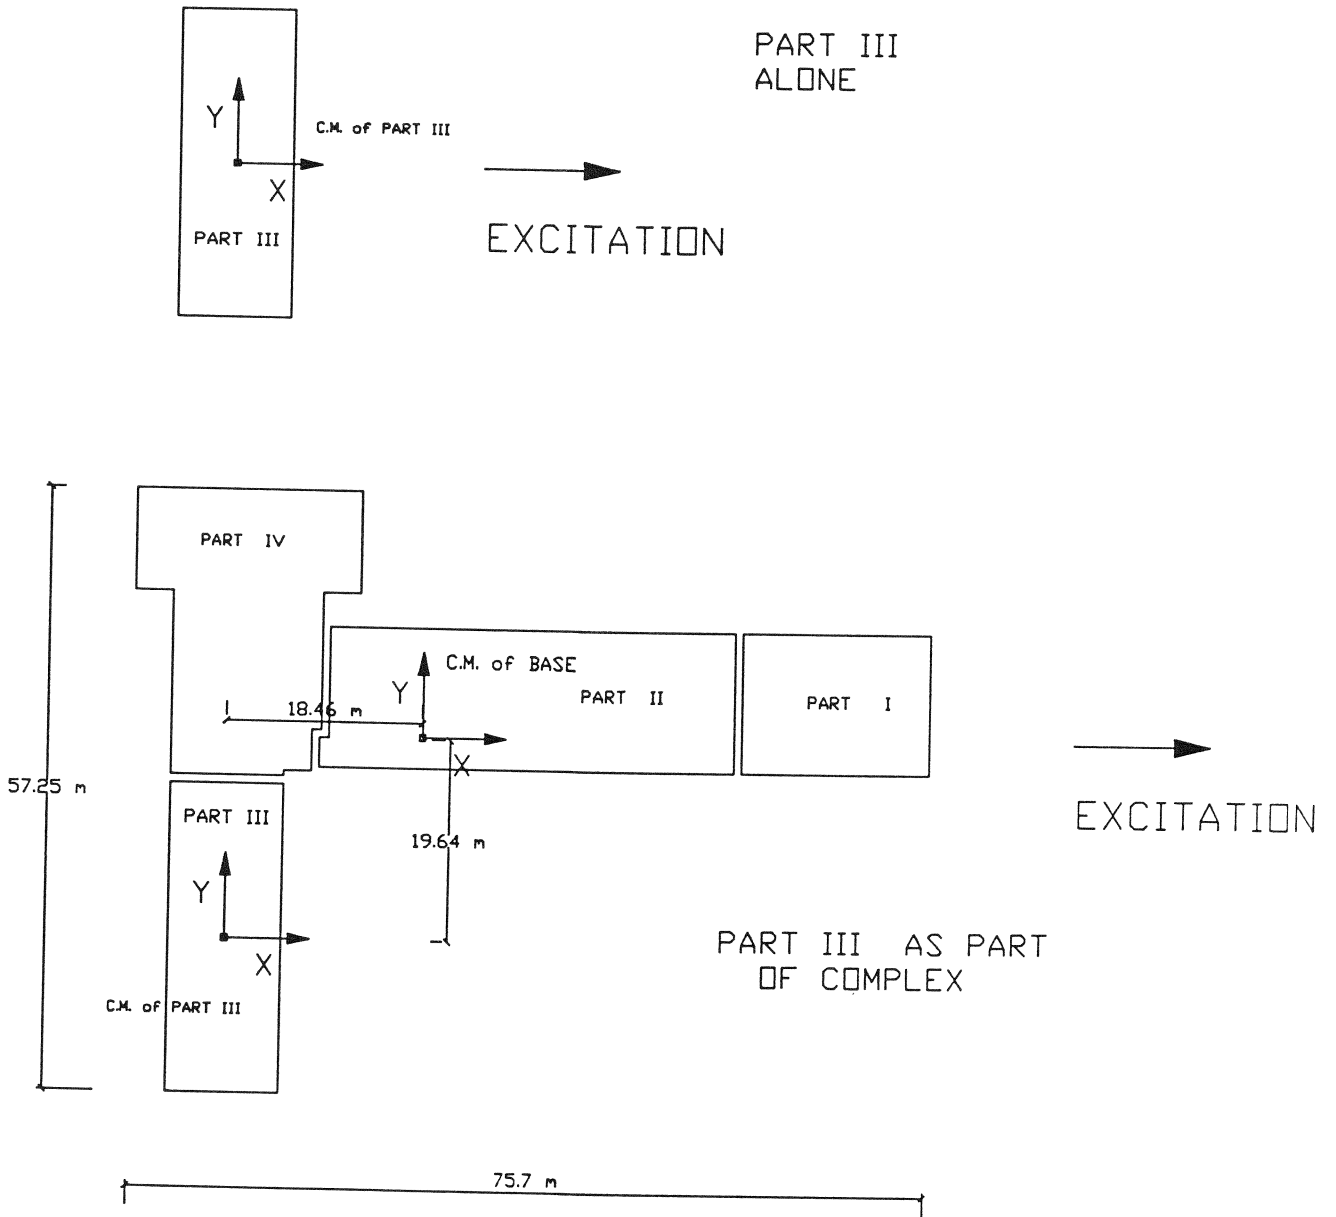 PART III
ALONE
Y
C.M. of PART III
X
PART III
EXCITATION
PART IV
C.M. of BASE
Y
PART II
PART I
18.46 m
X
57.25 m
PART III
19.64 m
EXCITATION
Y
X
PART III AS PART
OF COMPLEX
C.M. of PART III
75.7 m